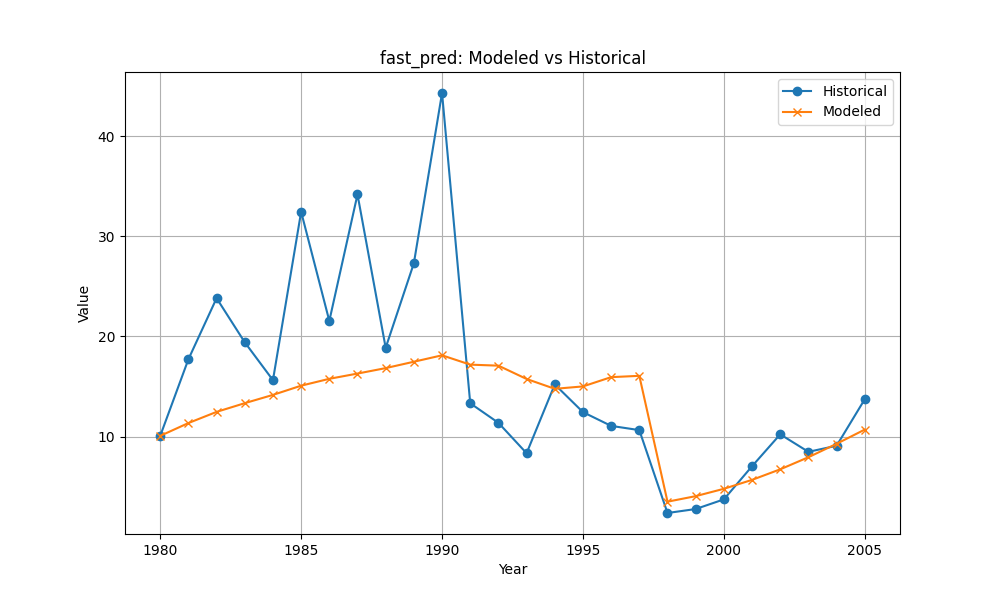 fast_pred: Modeled vs Historical
Historical
Modeled
Value
40
30
20
10
1980 1985 1990 1995 2000 2005
Year